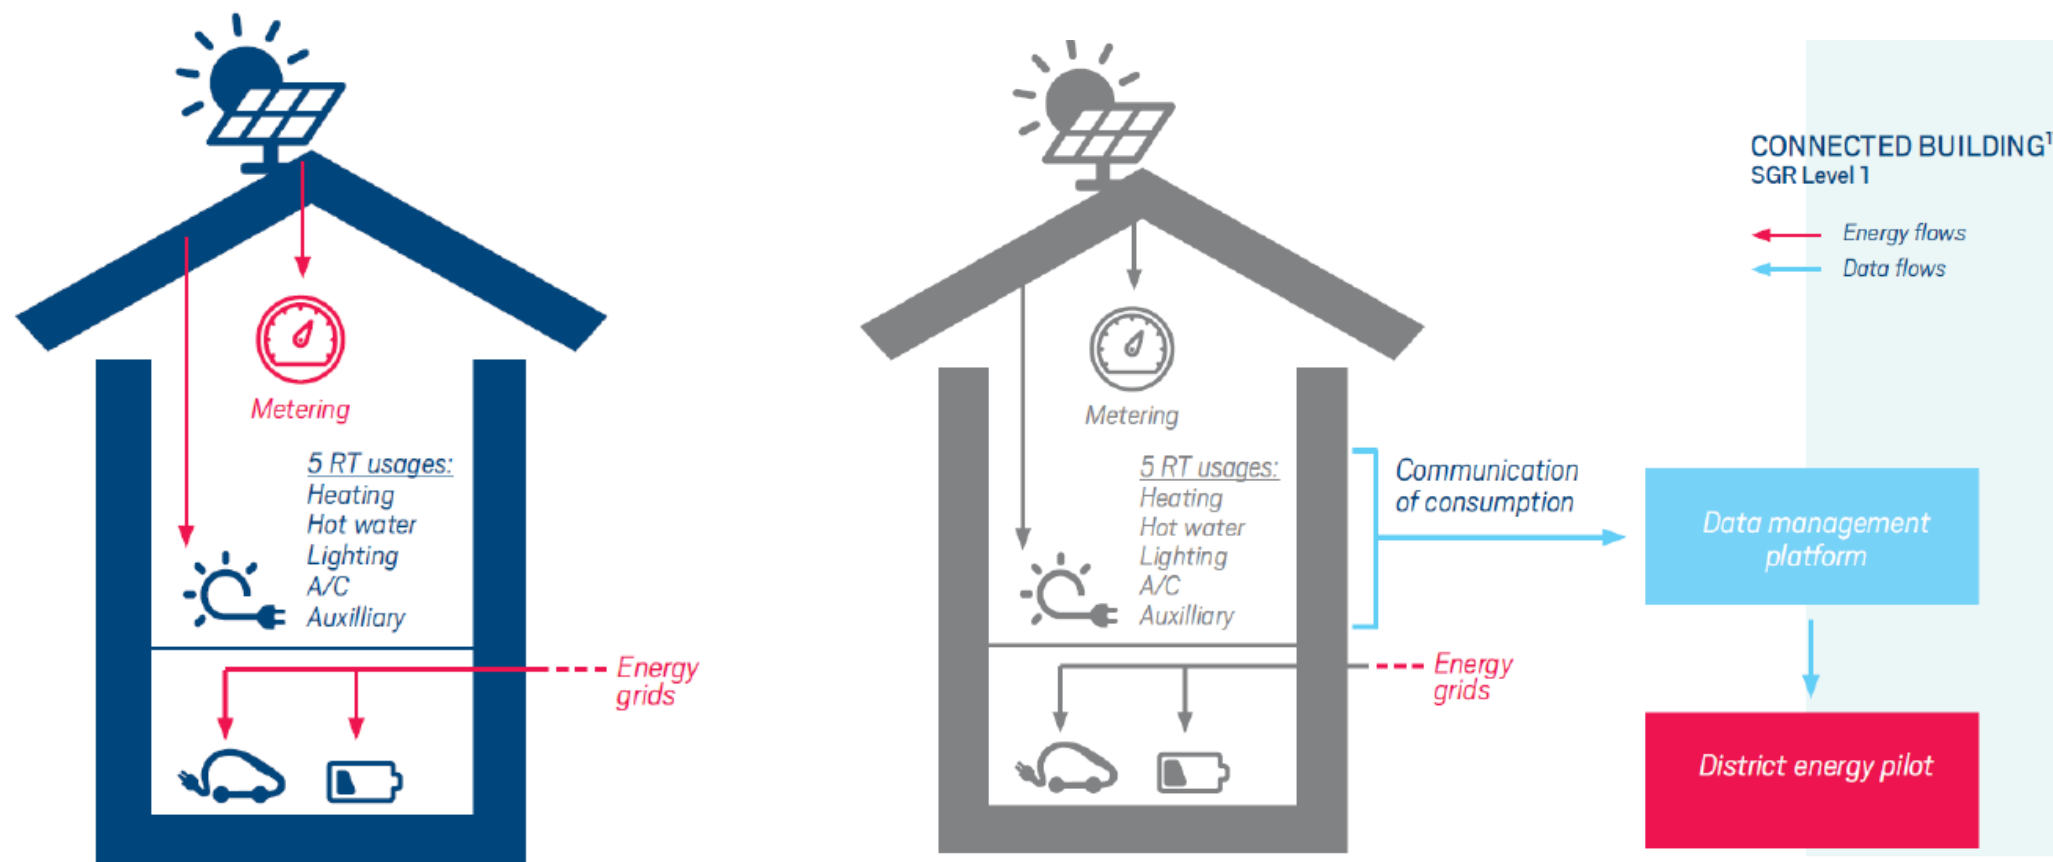 Metering
5 RT usages:
Heating
Hot water
Lighting
A/C
Auxilliary
Energy
grids
Metering
5 RT usages:
Heating
Hot water
Lighting
A/C
Auxilliary
Energy
grids
Communication
of consumption
CONNECTED BUILDING¹
SGR Level 1
Energy flows
Data flows
Data management
platform
District energy pilot